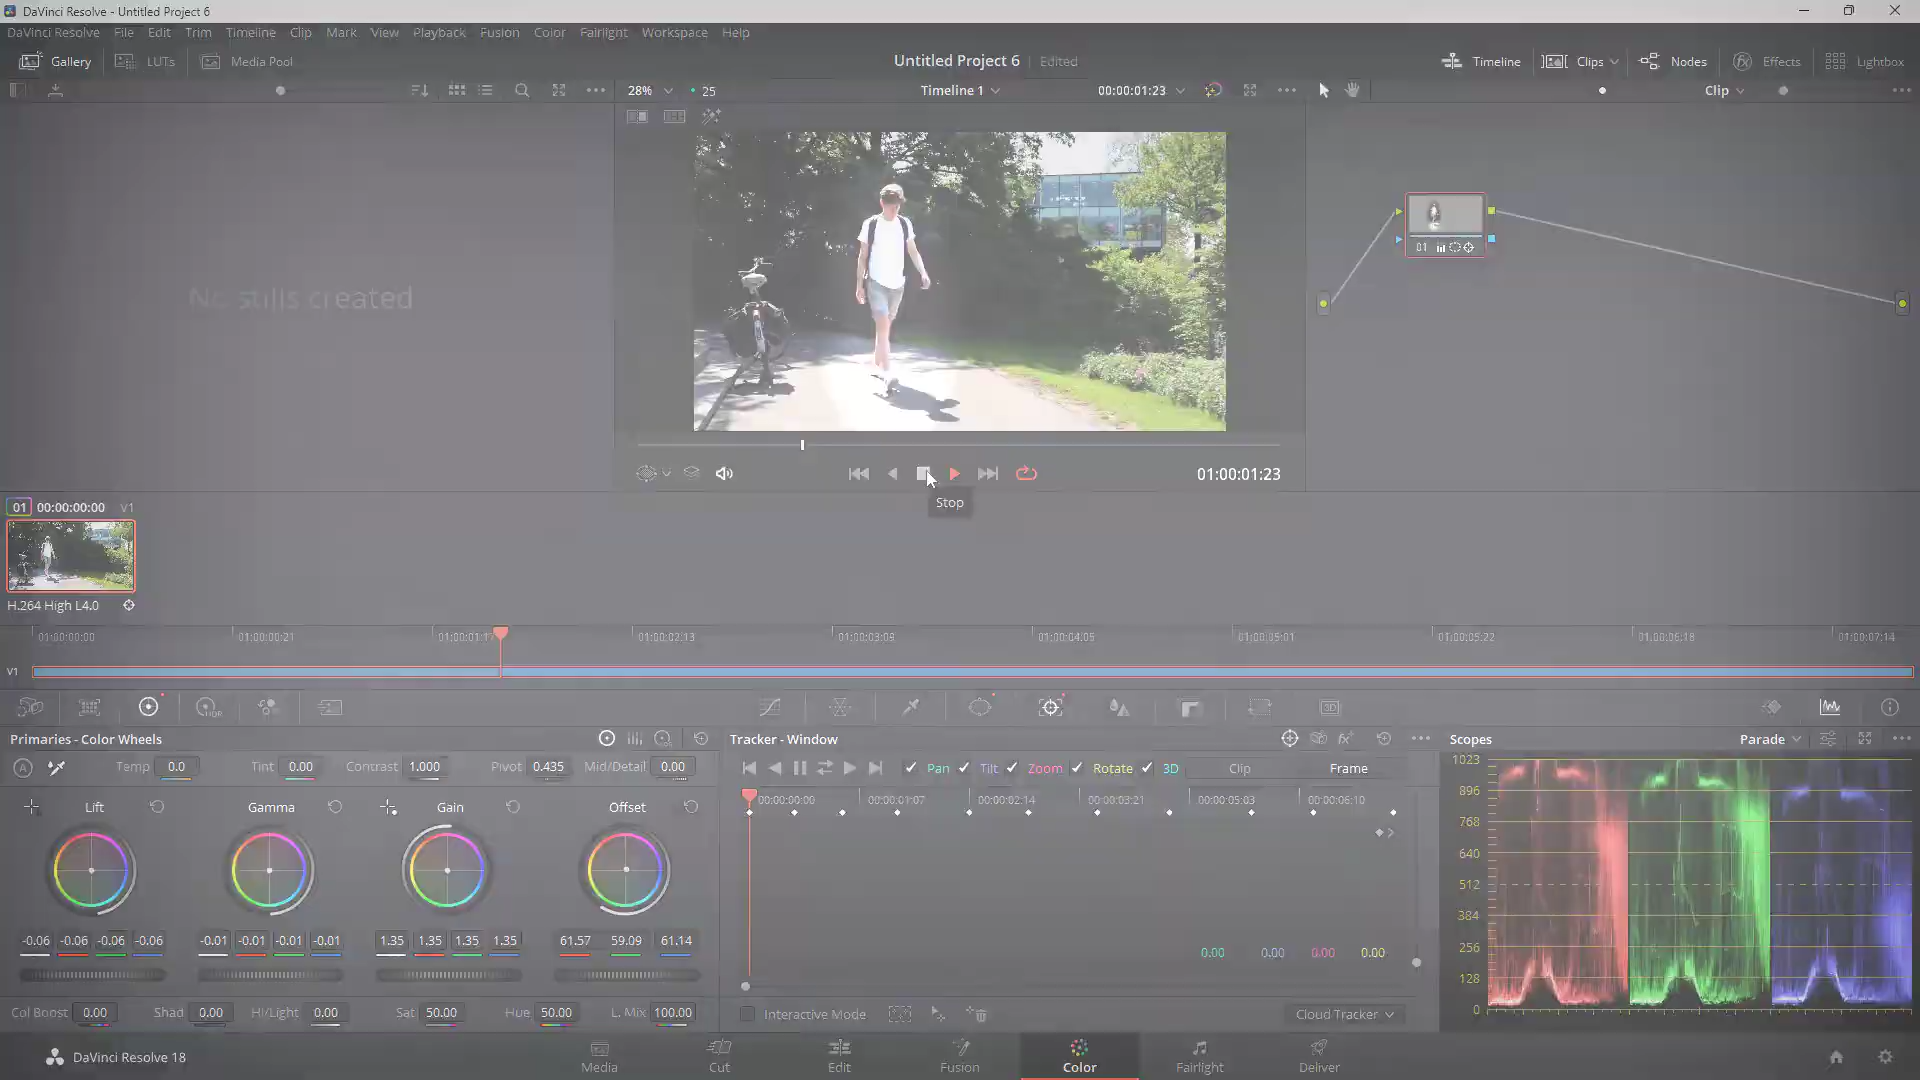 DaVinci Resolve - Untitled Project 6
DaVinci Resolve File Edit Trim Timeline Clip Mark View Playback Fusion Color Fairlight Workspace Help
Gallery LUTs Media Pool Untitled Project 6 Edited Timeline Clips Nodes Effects Lightbox
28% 25 Timeline 1 00:00:01:23 Clip
No stills created
01
01:00:01:23
Stop
01 00:00:00:00 V1
H.264 High L4.0
01:00:00:00 01:00:00:21 01:00:01:17 01:00:02:13 01:00:03:09 01:00:04:05 01:00:05:01 01:00:05:22 01:00:06:18 01:00:07:14
V1
HDR 3D
Primaries - Color Wheels Tracker - Window Scopes Parade
A Temp 0.0 Tint 0.00 Contrast 1.000 Pivot 0.435 Mid/Detail 0.00 Pan Tilt Zoom Rotate 3D Clip Frame
Lift Gamma Gain Offset
00:00:00:00 00:00:01:07 00:00:02:14 00:00:03:21 00:00:05:03 00:00:06:10
-0.06 -0.06 -0.06 -0.06 -0.01 -0.01 -0.01 -0.01 1.35 1.35 1.35 1.35 61.57 59.09 61.14
0.00 0.00 0.00 0.00
1023
896
768
640
512
384
256
128
0
Col Boost 0.00 Shad 0.00 Hi/Light 0.00 Sat 50.00 Hue 50.00 L. Mix 100.00 Interactive Mode Cloud Tracker
DaVinci Resolve 18 Media Cut Edit Fusion Color Fairlight Deliver